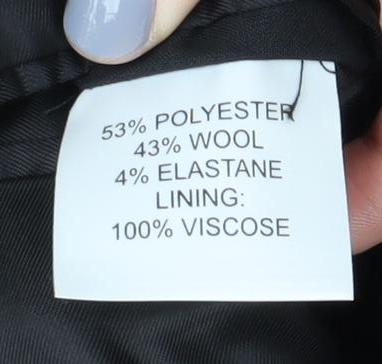 53% POLYESTER
43% WOOL
4% ELASTANE
LINING:
100% VISCOSE